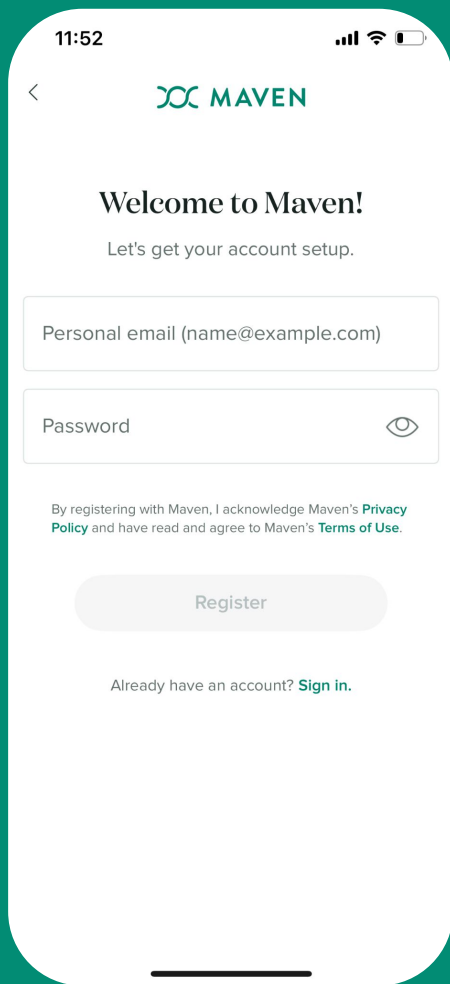 11:52
MAVEN
Welcome to Maven!
Let's get your account setup.
Personal email (name@example.com)
Password
By registering with Maven, I acknowledge Maven’s Privacy
Policy and have read and agree to Maven’s Terms of Use.
Register
Already have an account? Sign in.